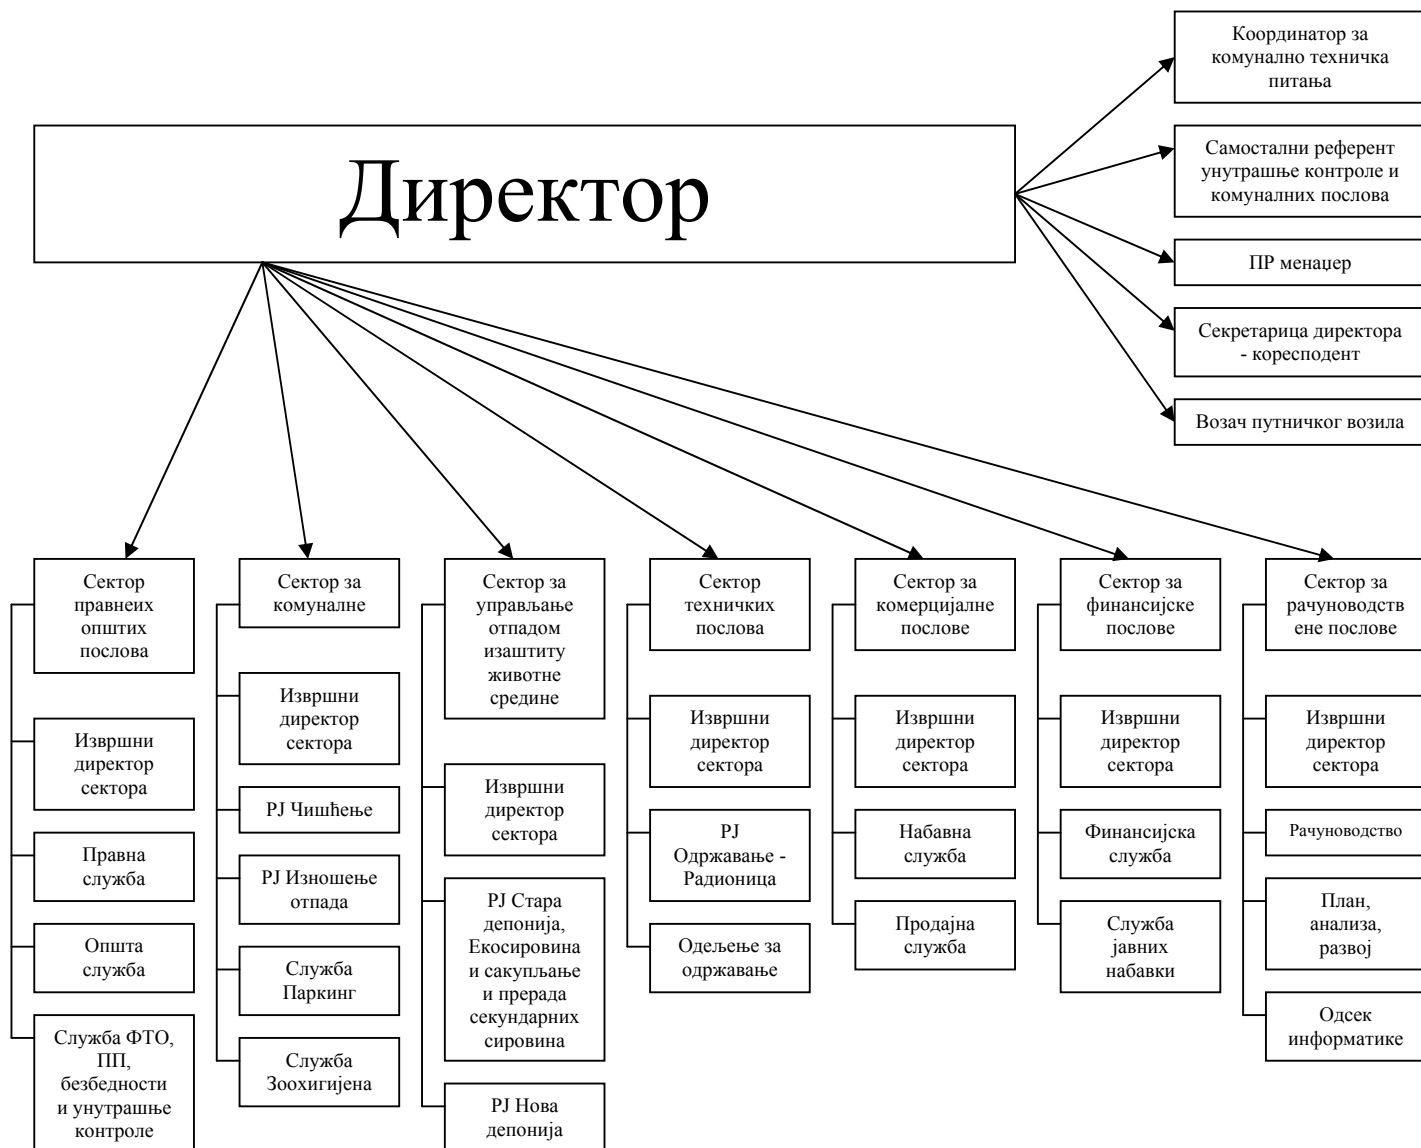 Координатор за
комунално техничка
питања
Директор
Самостални референт
унутрашње контроле и
комуналних послова
ПР менаџер
Секретарица директора
- коресподент
Возач путничког возила
Сектор
правнеих
општих
послова
Извршни
директор
сектора
Правна
служба
Општа
служба
Служба ФТО,
ПП,
безбедности
и унутрашње
контроле
Сектор за
комуналне
Извршни
директор
сектора
РЈ Чишћење
РЈ Изношење
отпада
Служба
Паркинг
Служба
Зоохигијена
Сектор за
управљање
отпадом
изаштиту
животне
средине
Извршни
директор
сектора
РЈ Стара
депонија,
Екосировина
и сакупљање
и прерада
секундарних
сировина
РЈ Нова
депонија
Сектор
техничких
послова
Извршни
директор
сектора
РЈ
Одржавање -
Радионица
Одељење за
одржавање
Сектор за
комерцијалне
послове
Извршни
директор
сектора
Набавна
служба
Продајна
служба
Сектор за
финансијске
послове
Извршни
директор
сектора
Финансијска
служба
Служба
јавних
набавки
Сектор за
рачуноводств
ене послове
Извршни
директор
сектора
Рачуноводство
План,
анализа,
развој
Одсек
информатике